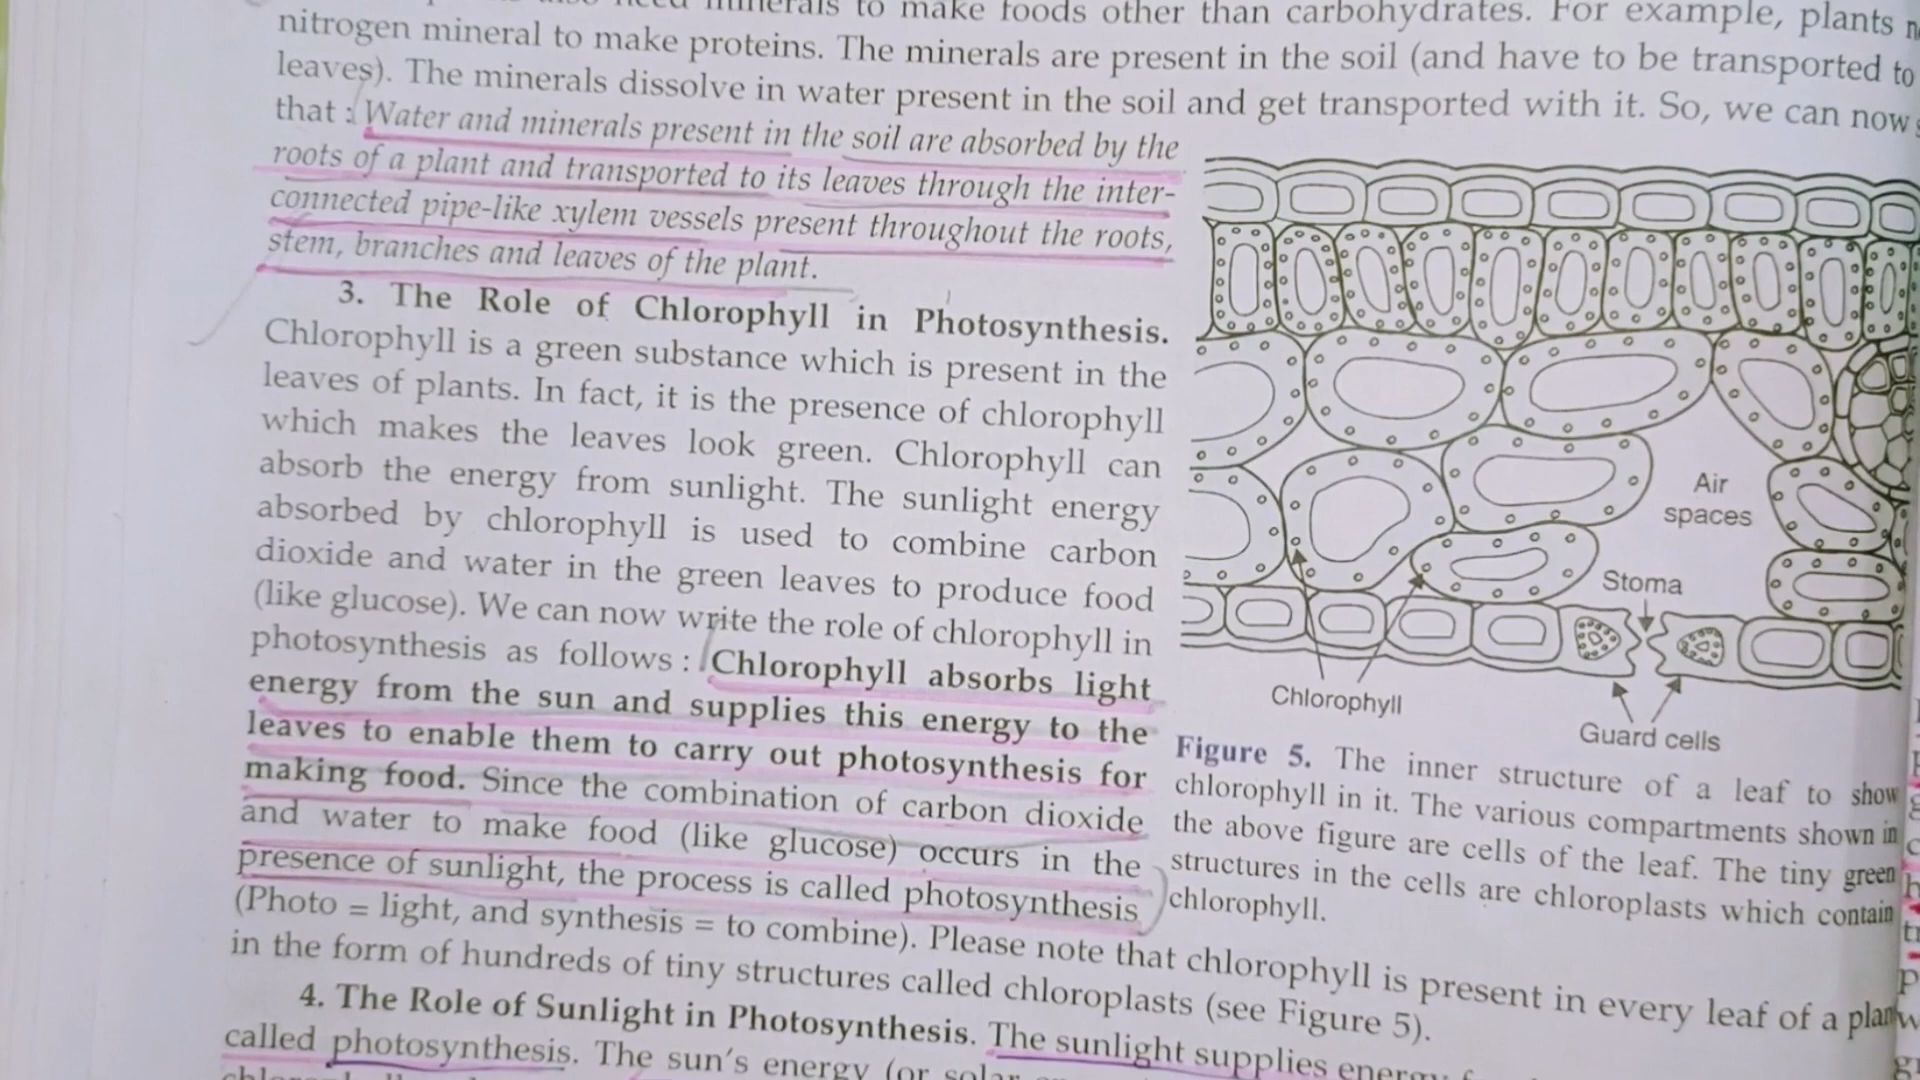 minerals to make foods other than carbohydrates. For example, plants
nitrogen mineral to make proteins. The minerals are present in the soil (and have to be transported to
leaves). The minerals dissolve in water present in the soil and get transported with it. So, we can now
that : Water and minerals present in the soil are absorbed by the
roots of a plant and transported to its leaves through the inter-
connected pipe-like xylem vessels present throughout the roots,
stem, branches and leaves of the plant.
3. The Role of Chlorophyll in Photosynthesis.
Chlorophyll is a green substance which is present in the
leaves of plants. In fact, it is the presence of chlorophyll
which makes the leaves look green. Chlorophyll can
absorb the energy from sunlight. The sunlight energy
absorbed by chlorophyll is used to combine carbon
dioxide and water in the green leaves to produce food
(like glucose). We can now write the role of chlorophyll in
photosynthesis as follows : Chlorophyll absorbs light
energy from the sun and supplies this energy to the
leaves to enable them to carry out photosynthesis for
making food. Since the combination of carbon dioxide
and water to make food (like glucose) occurs in the
presence of sunlight, the process is called photosynthesis
(Photo = light, and synthesis = to combine). Please note that chlorophyll is present in every leaf of a plant
in the form of hundreds of tiny structures called chloroplasts (see Figure 5).
4. The Role of Sunlight in Photosynthesis. The sunlight supplies energy
called photosynthesis. The sun's energy (or solar
Air
spaces
Stoma
Chlorophyll
Guard cells
Figure 5. The inner structure of a leaf to show
chlorophyll in it. The various compartments shown in
the above figure are cells of the leaf. The tiny green
structures in the cells are chloroplasts which contain
chlorophyll.